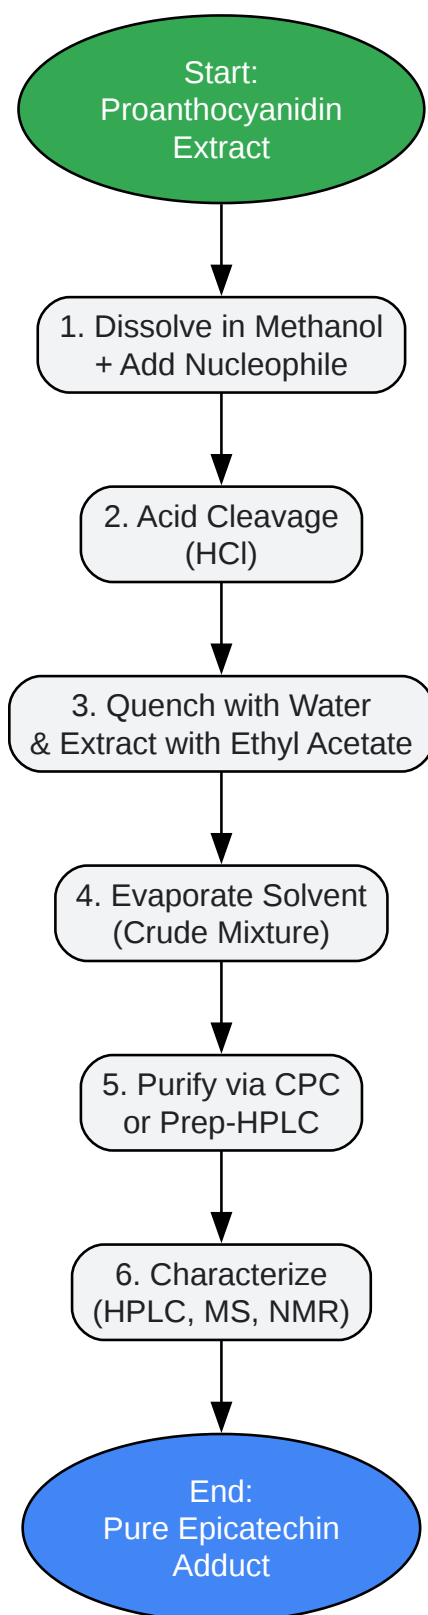 Start:
Proanthocyanidin
Extract
1. Dissolve in Methanol
+ Add Nucleophile
2. Acid Cleavage
(HCl)
3. Quench with Water
& Extract with Ethyl Acetate
4. Evaporate Solvent
(Crude Mixture)
5. Purify via CPC
or Prep-HPLC
6. Characterize
(HPLC, MS, NMR)
End:
Pure Epicatechin
Adduct